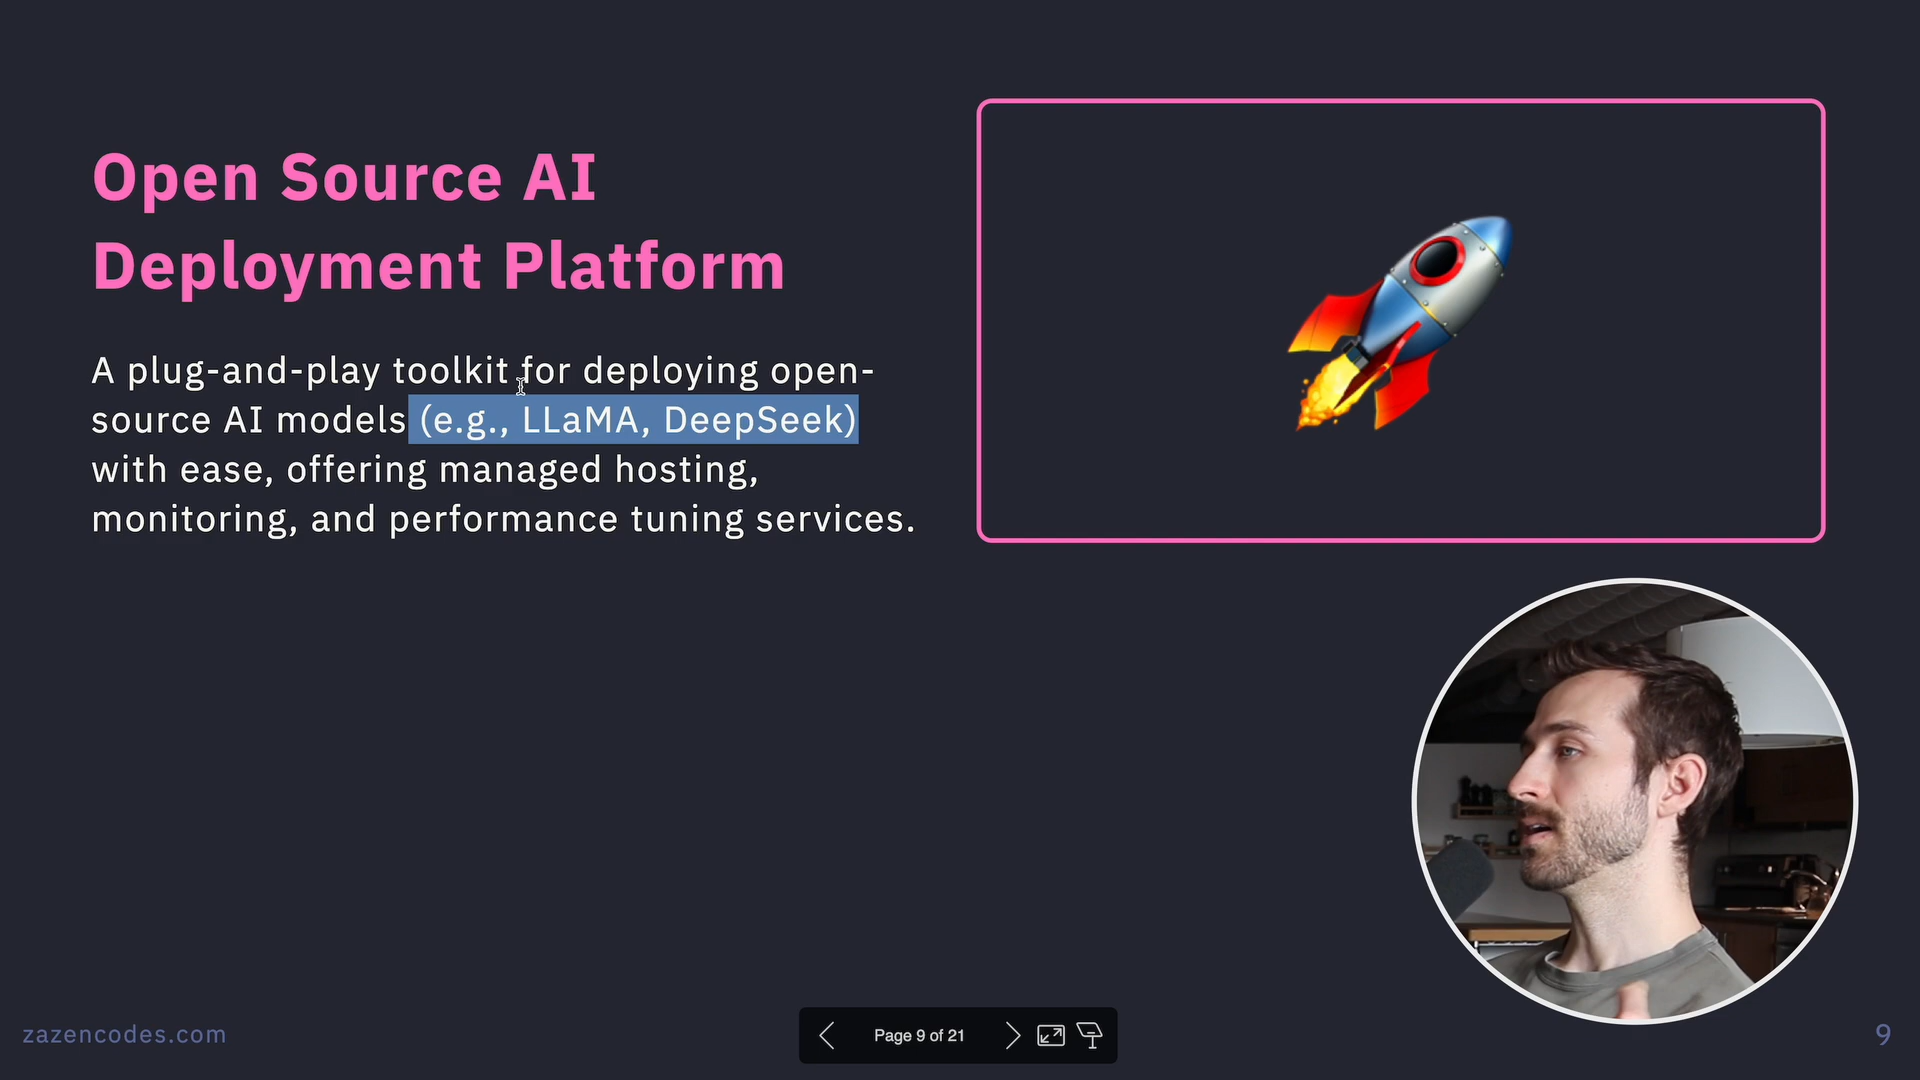 Open Source AI
Deployment Platform
A plug-and-play toolkit for deploying open-
source AI models (e.g., LLaMA, DeepSeek)
with ease, offering managed hosting,
monitoring, and performance tuning services.
zazencodes.com
Page 9 of 21
9